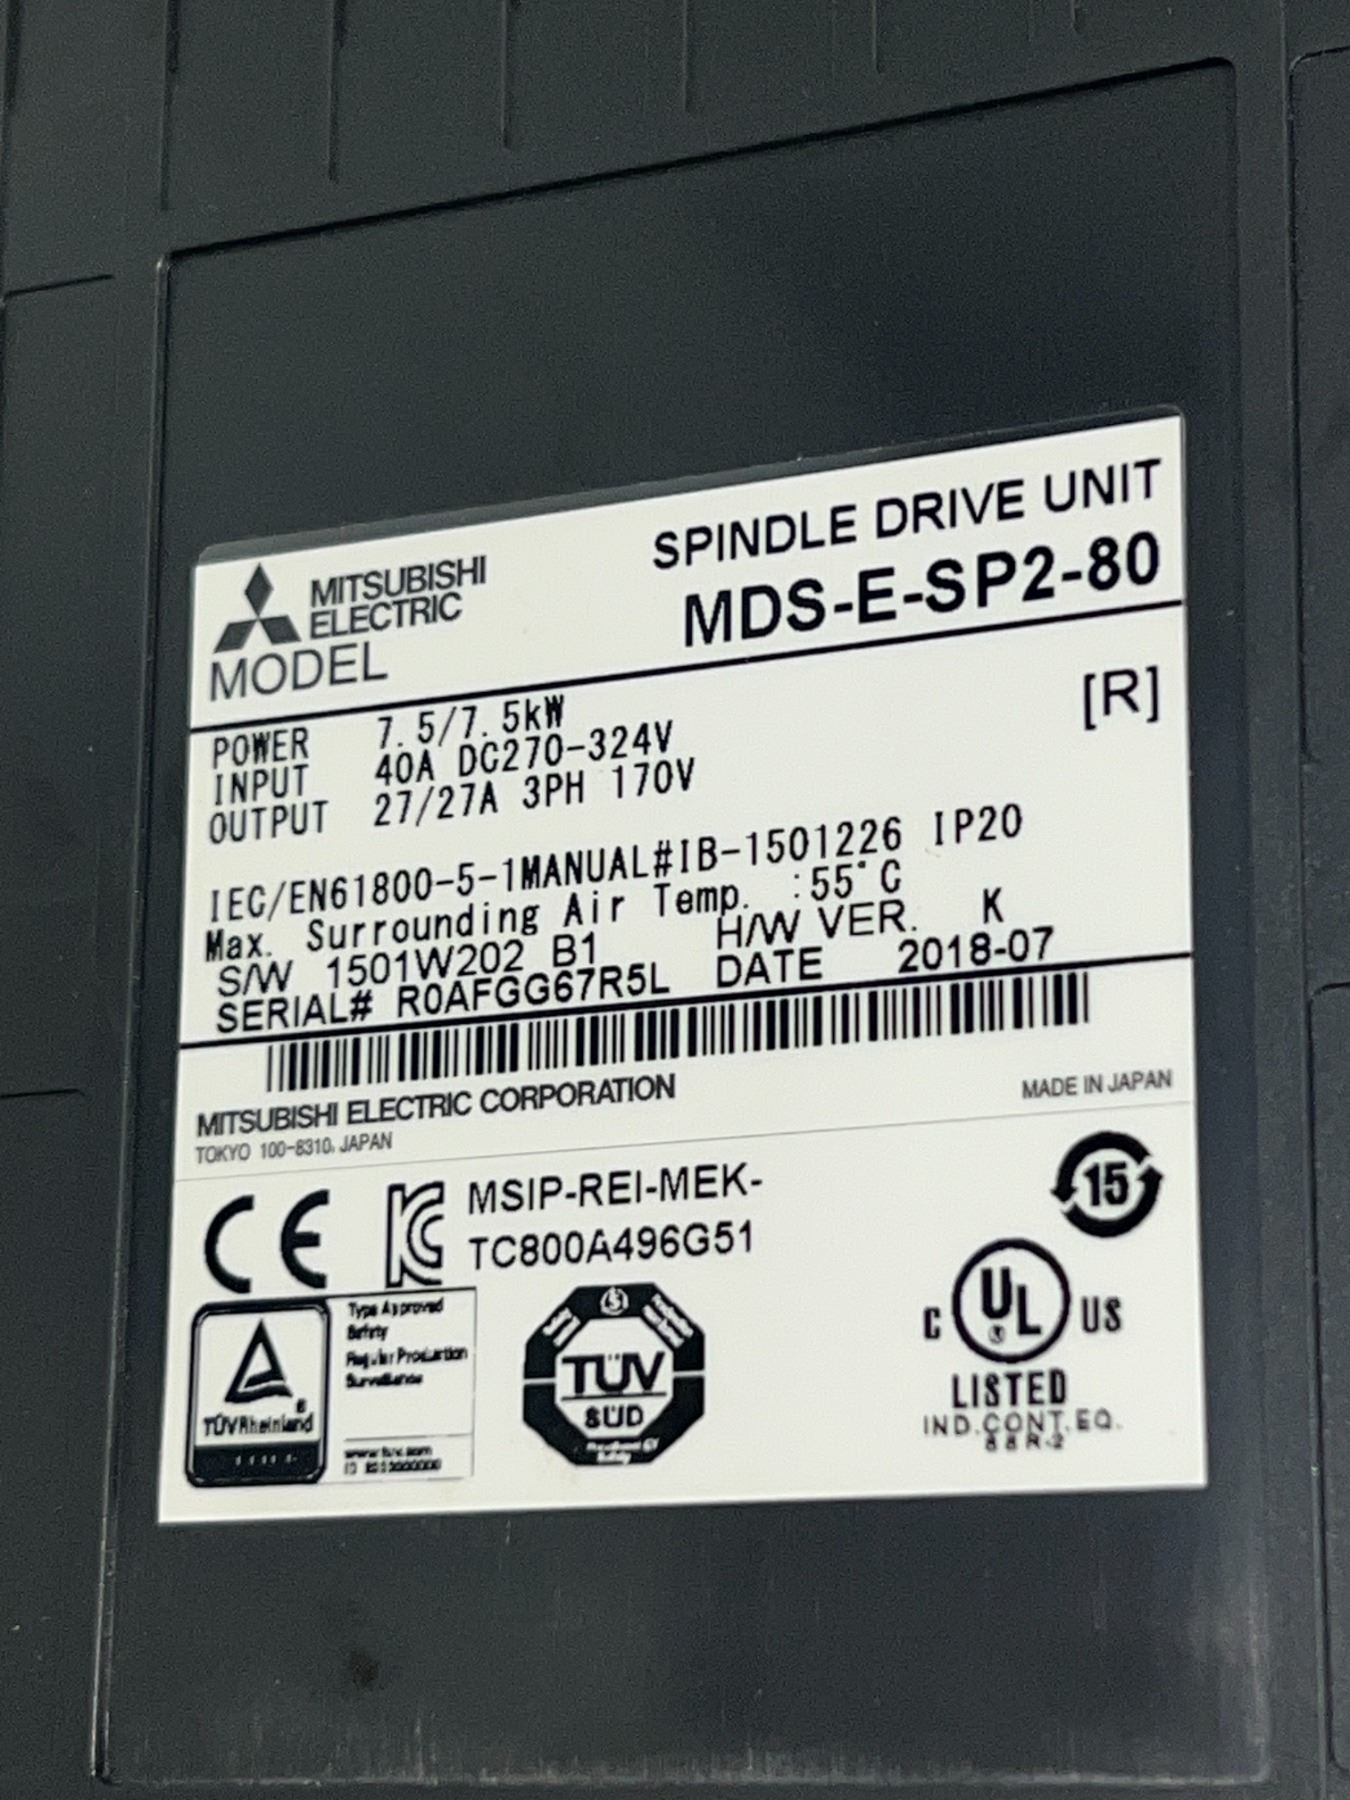 SPINDLE DRIVE UNIT
MITSUBISHI
ELECTRIC
MODEL
MDS-E-SP2-80
POWER 7.5/7.5kW
[R]
INPUT 40A DC270-324V
OUTPUT 27/27A 3PH 170V
IEC/EN61800-5-1MANUAL#IB-1501226 IP20
Max. Surrounding Air Temp. :55°C
S/W 1501W202 B1 H/W VER. K
SERIAL# R0AFGG67R5L DATE 2018-07
MITSUBISHI ELECTRIC CORPORATION
MADE IN JAPAN
TOKYO 100-8310, JAPAN
CE
MSIP-REI-MEK-
TC800A496G51
15
Type Approved
Safety
Regular Production
Surveillance
TÜVRheinland
TÜV
SÜD
C UL US
LISTED
IND.CONT.EQ.